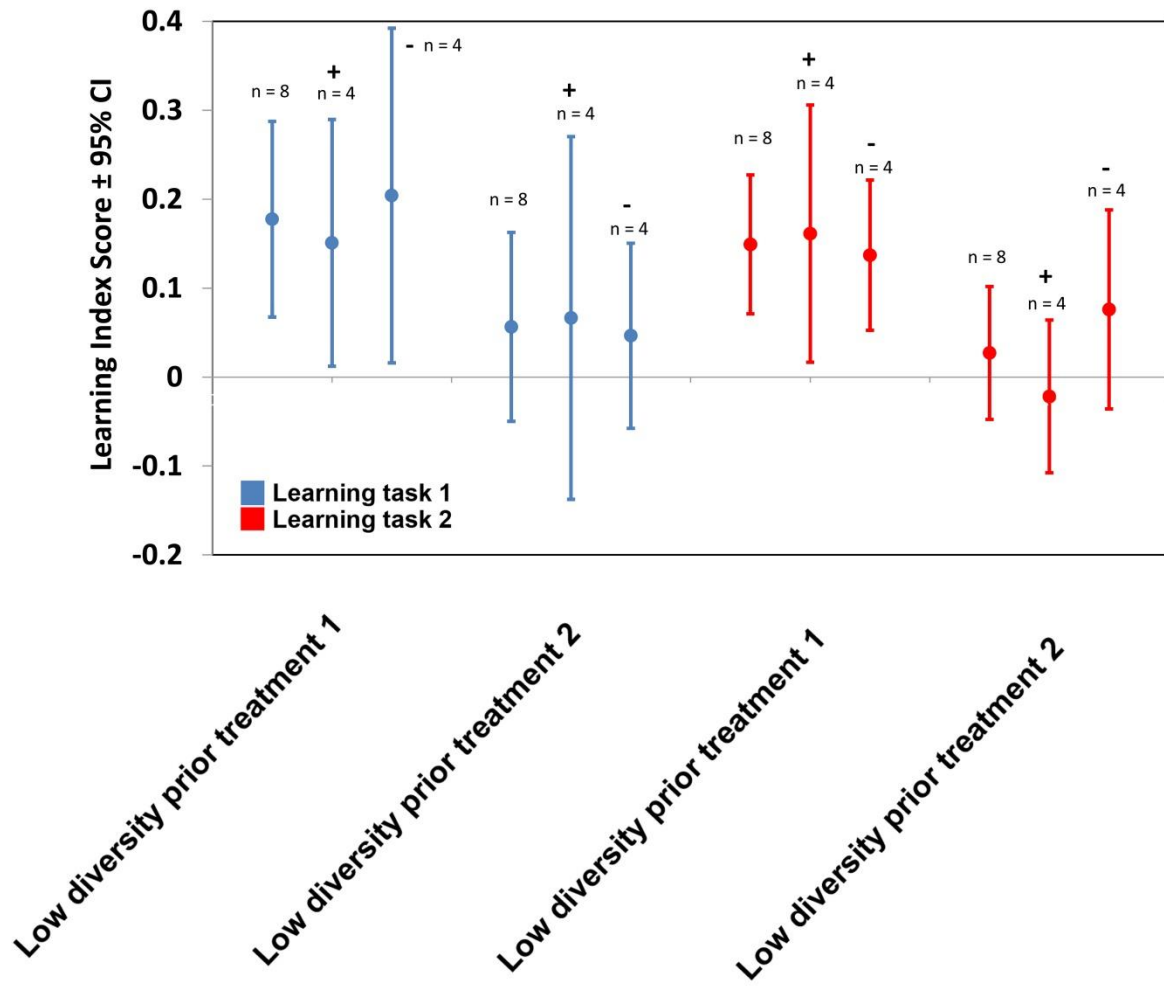 Learning Index Score ± 95% CI
0.4
0.3
0.2
0.1
0
-0.1
-0.2
n = 8
+
n = 4
- n = 4
n = 8
+
n = 4
-
n = 4
n = 8
+
n = 4
-
n = 4
n = 8
+
n = 4
-
n = 4
Learning task 1
Learning task 2
Low diversity prior treatment 1
Low diversity prior treatment 2
Low diversity prior treatment 1
Low diversity prior treatment 2